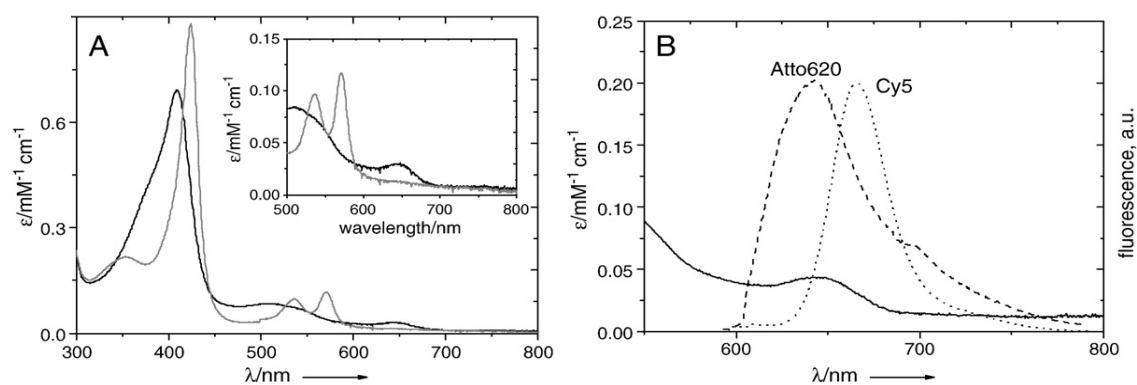 A
ε/mM⁻¹ cm⁻¹
0.6
0.3
0.0
300 400 500 600 700 800
λ/nm
ε/mM⁻¹ cm⁻¹
0.15
0.10
0.05
0.00
500 600 700 800
wavelength/nm
B
Atto620
Cy5
ε/mM⁻¹ cm⁻¹
0.25
0.20
0.15
0.10
0.05
0.00
600 700 800
λ/nm
fluorescence, a.u.